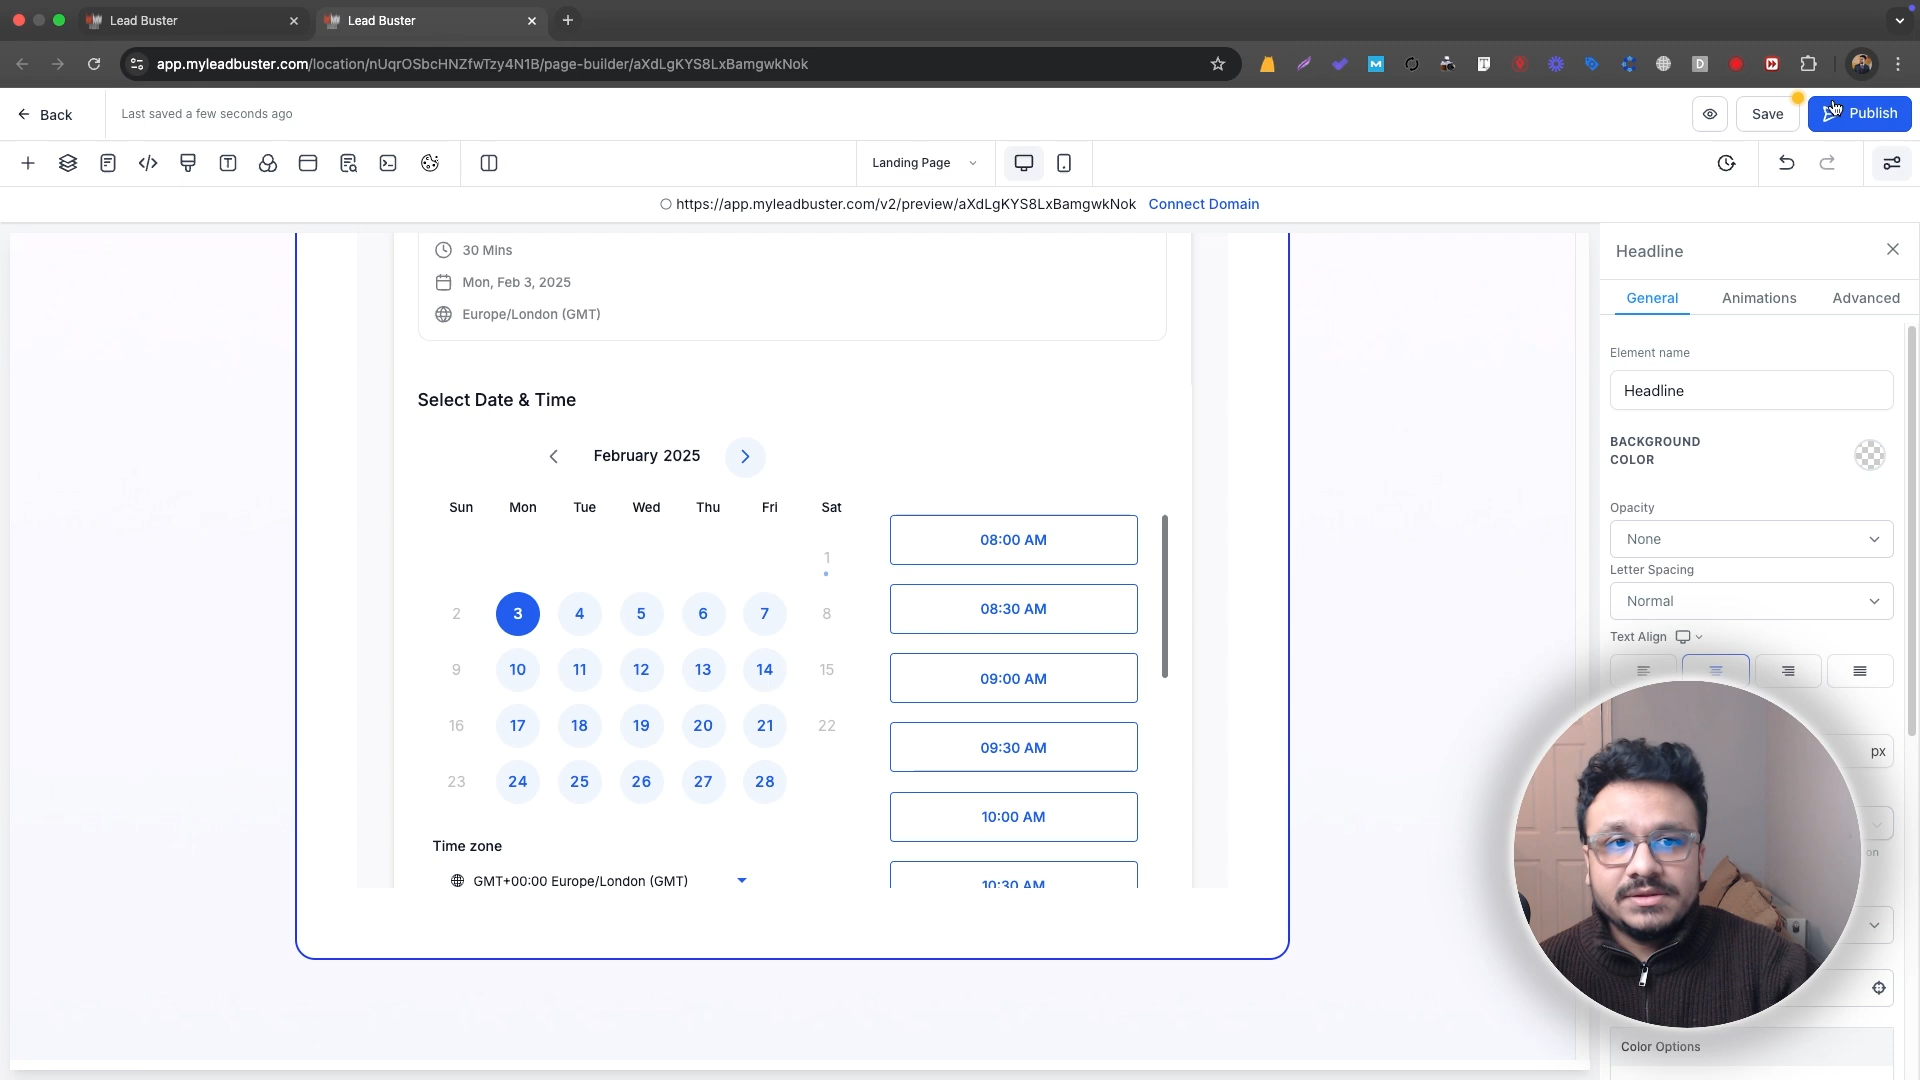 Lead Buster
Lead Buster
app.myleadbuster.com/location/nUqrOSbcHNZfwTzy4N1B/page-builder/aXdLgKYS8LxBamgwkNok
Back
Last saved a few seconds ago
Save
Publish
Landing Page
https://app.myleadbuster.com/v2/preview/aXdLgKYS8LxBamgwkNok Connect Domain
30 Mins
Mon, Feb 3, 2025
Europe/London (GMT)
Select Date & Time
February 2025
Sun Mon Tue Wed Thu Fri Sat
1
2 3 4 5 6 7 8
9 10 11 12 13 14 15
16 17 18 19 20 21 22
23 24 25 26 27 28
Time zone
GMT+00:00 Europe/London (GMT)
08:00 AM
08:30 AM
09:00 AM
09:30 AM
10:00 AM
10:30 AM
Headline
General Animations Advanced
Element name
Headline
BACKGROUND
COLOR
Opacity
None
Letter Spacing
Normal
Text Align
px
on
Color Options